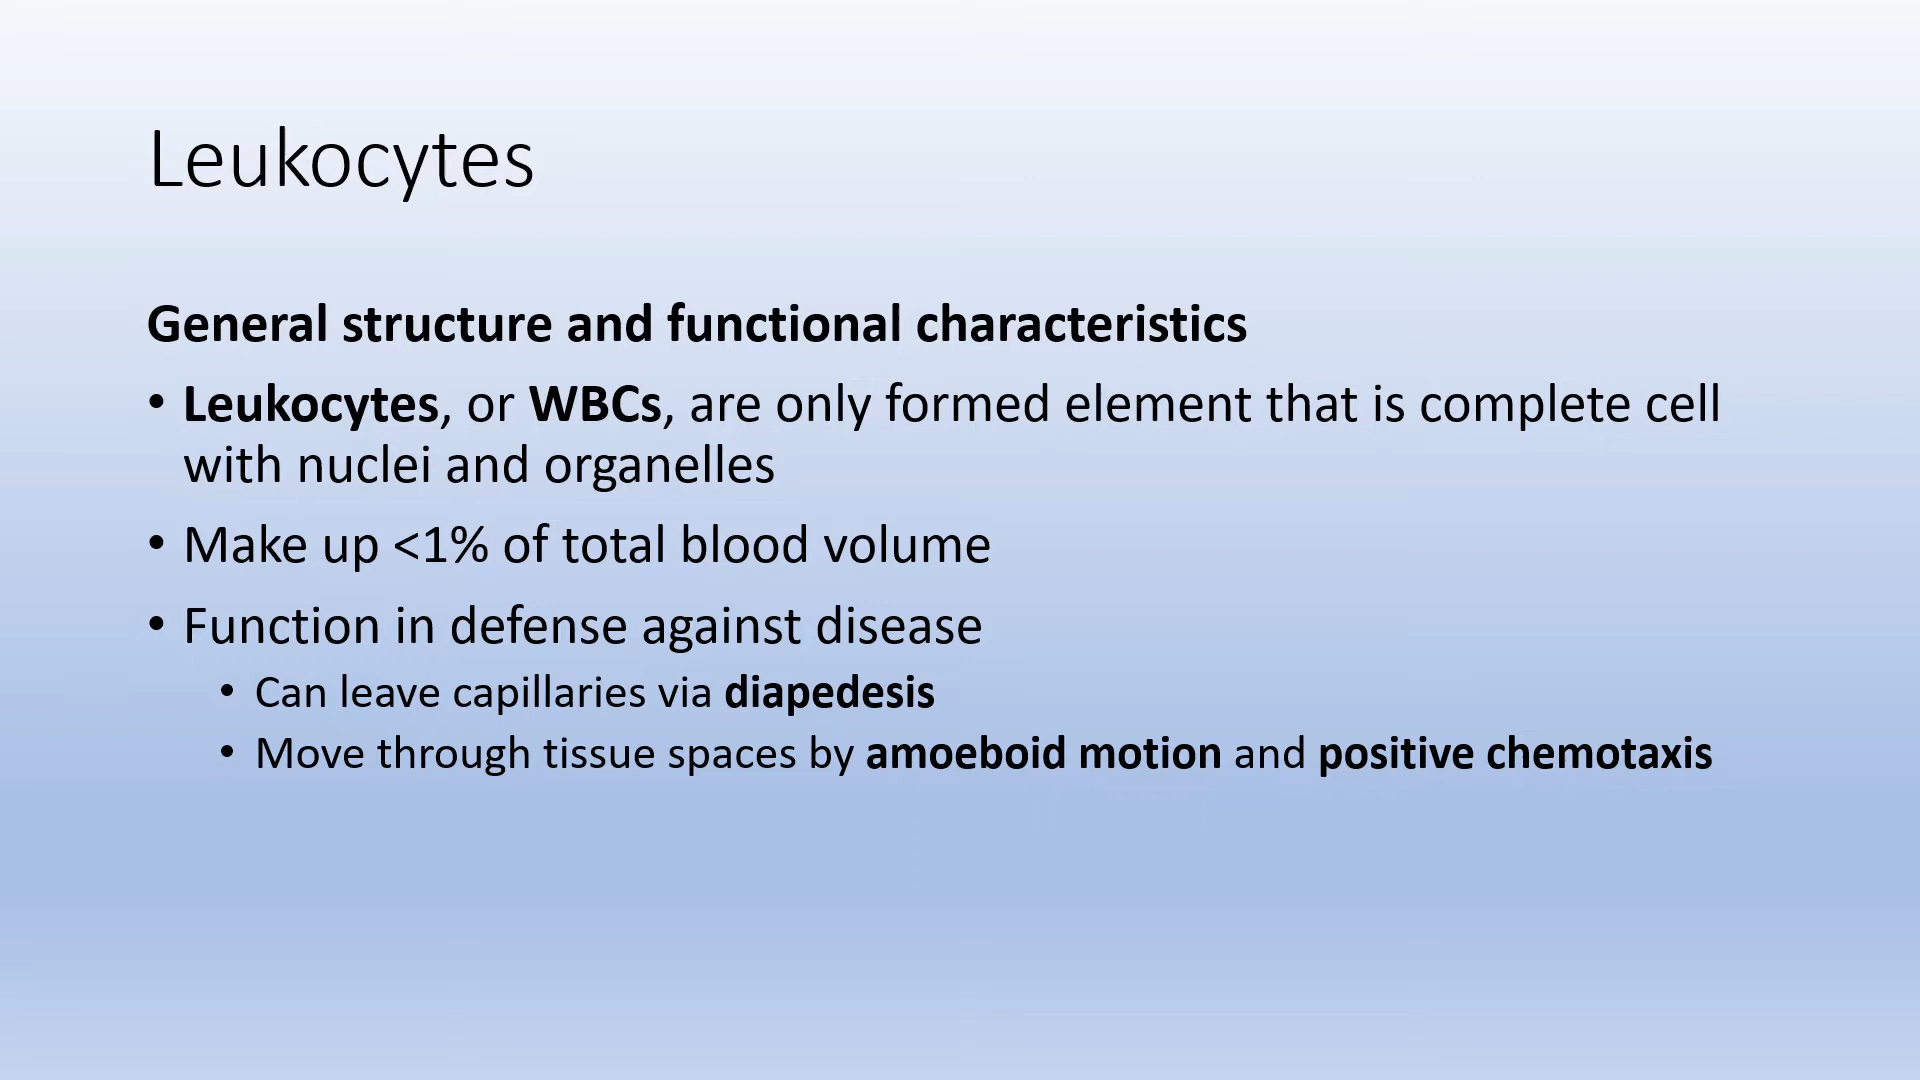 Leukocytes
General structure and functional characteristics
• Leukocytes, or WBCs, are only formed element that is complete cell
with nuclei and organelles
• Make up <1% of total blood volume
• Function in defense against disease
• Can leave capillaries via diapedesis
• Move through tissue spaces by amoeboid motion and positive chemotaxis